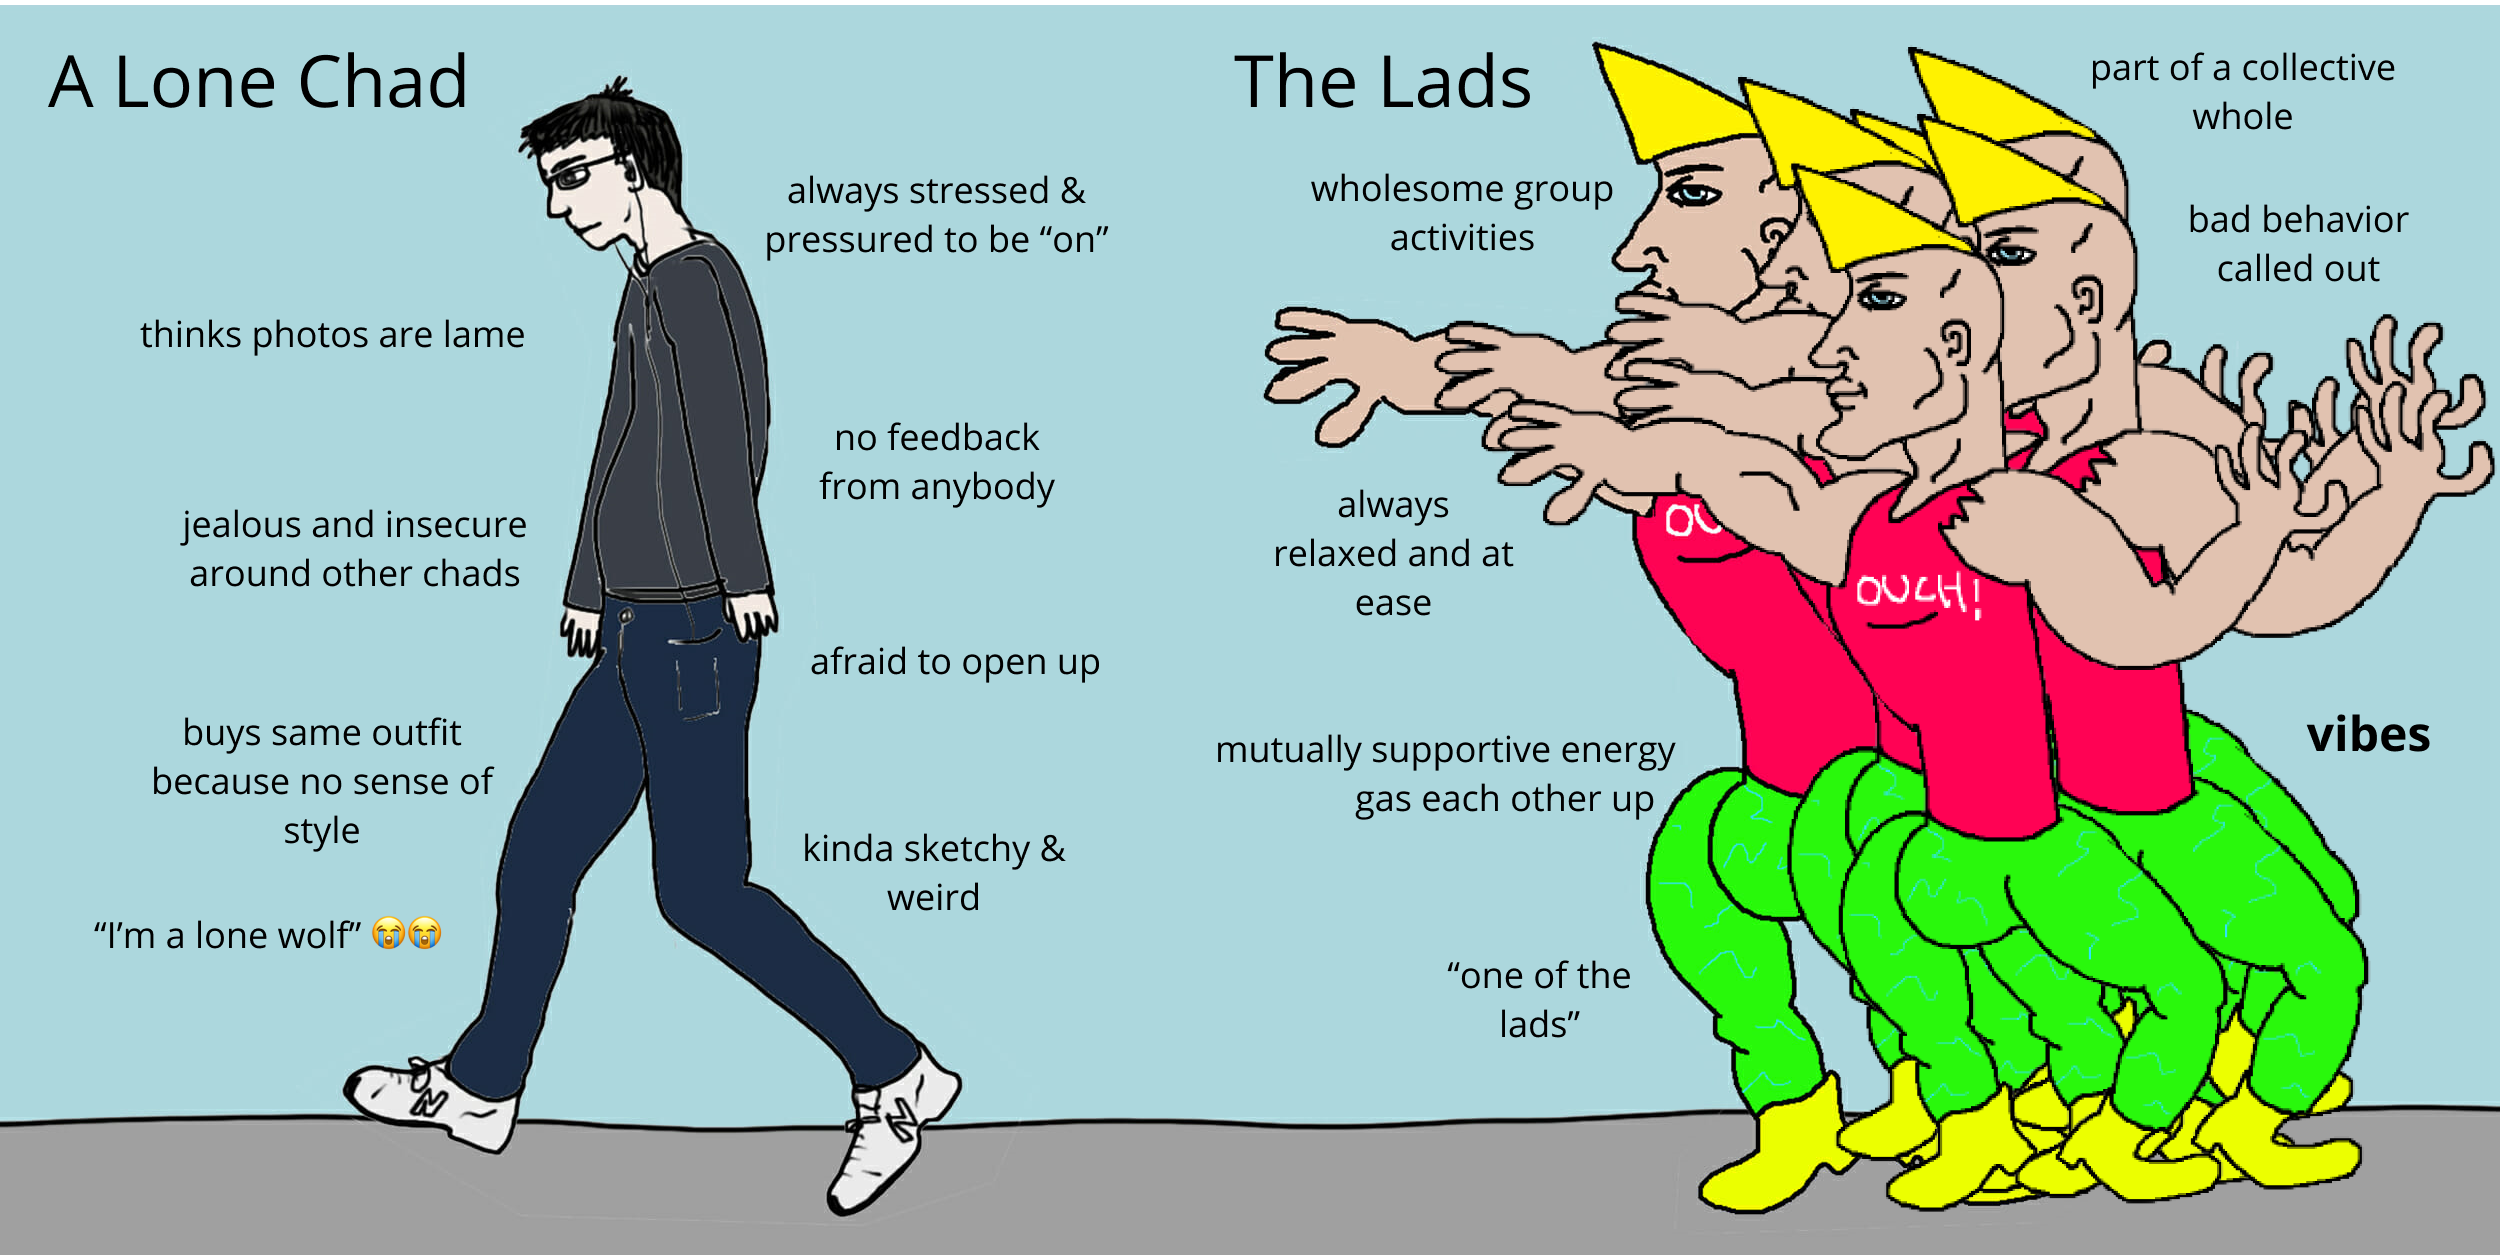 A Lone Chad
always stressed &
pressured to be “on”
thinks photos are lame
no feedback
from anybody
jealous and insecure
around other chads
afraid to open up
buys same outfit
because no sense of
style
kinda sketchy &
weird
“I’m a lone wolf” 😭😭
N
N
The Lads
part of a collective
whole
wholesome group
activities
bad behavior
called out
always
relaxed and at
ease
OU
OUCH!
mutually supportive energy
gas each other up
vibes
“one of the
lads”